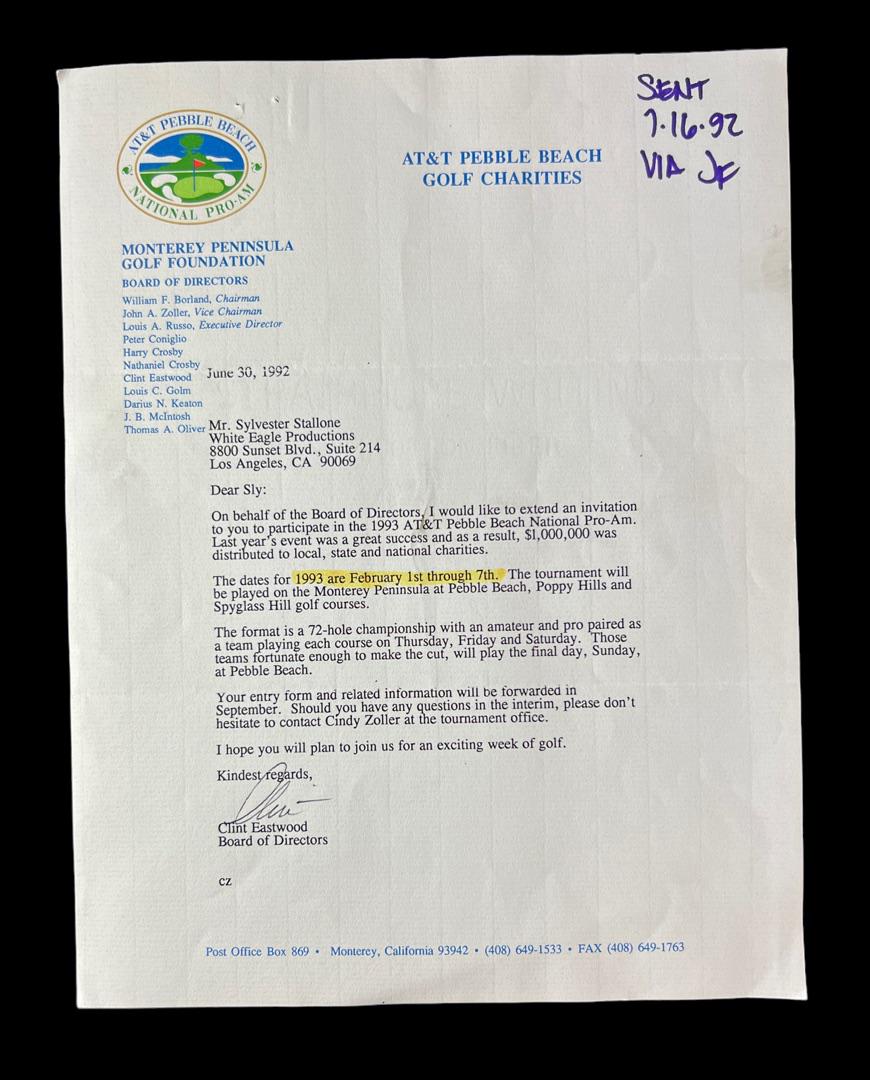 SENT
7·16·92
VIA JF
AT&T PEBBLE BEACH
NATIONAL PRO-AM
AT&T PEBBLE BEACH
GOLF CHARITIES
MONTEREY PENINSULA
GOLF FOUNDATION
BOARD OF DIRECTORS
William F. Borland, Chairman
John A. Zoller, Vice Chairman
Louis A. Russo, Executive Director
Peter Coniglio
Harry Crosby
Nathaniel Crosby
Clint Eastwood
Louis C. Golm
Darius N. Keaton
J. B. McIntosh
Thomas A. Oliver
June 30, 1992
Mr. Sylvester Stallone
White Eagle Productions
8800 Sunset Blvd., Suite 214
Los Angeles, CA 90069
Dear Sly:
On behalf of the Board of Directors, I would like to extend an invitation
to you to participate in the 1993 AT&T Pebble Beach National Pro-Am.
Last year's event was a great success and as a result, $1,000,000 was
distributed to local, state and national charities.
The dates for 1993 are February 1st through 7th. The tournament will
be played on the Monterey Peninsula at Pebble Beach, Poppy Hills and
Spyglass Hill golf courses.
The format is a 72-hole championship with an amateur and pro paired as
a team playing each course on Thursday, Friday and Saturday. Those
teams fortunate enough to make the cut, will play the final day, Sunday,
at Pebble Beach.
Your entry form and related information will be forwarded in
September. Should you have any questions in the interim, please don't
hesitate to contact Cindy Zoller at the tournament office.
I hope you will plan to join us for an exciting week of golf.
Kindest regards,
Clint
Clint Eastwood
Board of Directors
cz
Post Office Box 869 • Monterey, California 93942 • (408) 649-1533 • FAX (408) 649-1763